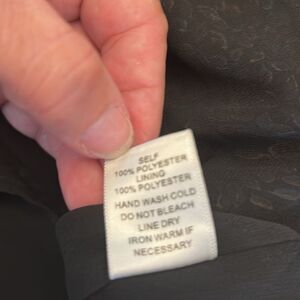 SELF
100% POLYESTER
LINING
100% POLYESTER
HAND WASH COLD
DO NOT BLEACH
LINE DRY
IRON WARM IF
NECESSARY